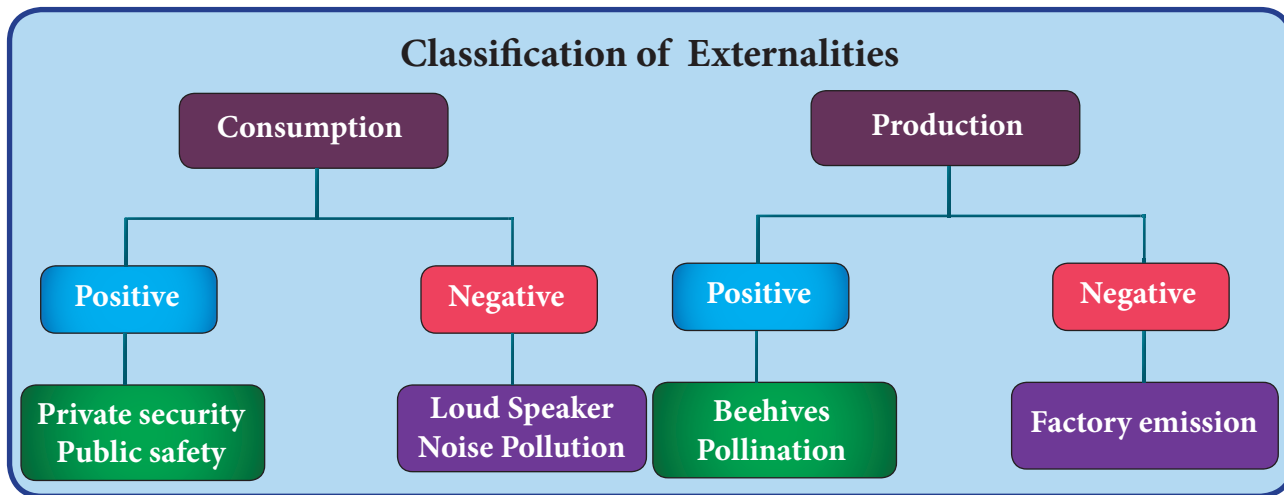 Classification of Externalities
Consumption
Production
Positive
Negative
Positive
Negative
Private security
Public safety
Loud Speaker
Noise Pollution
Beehives
Pollination
Factory emission